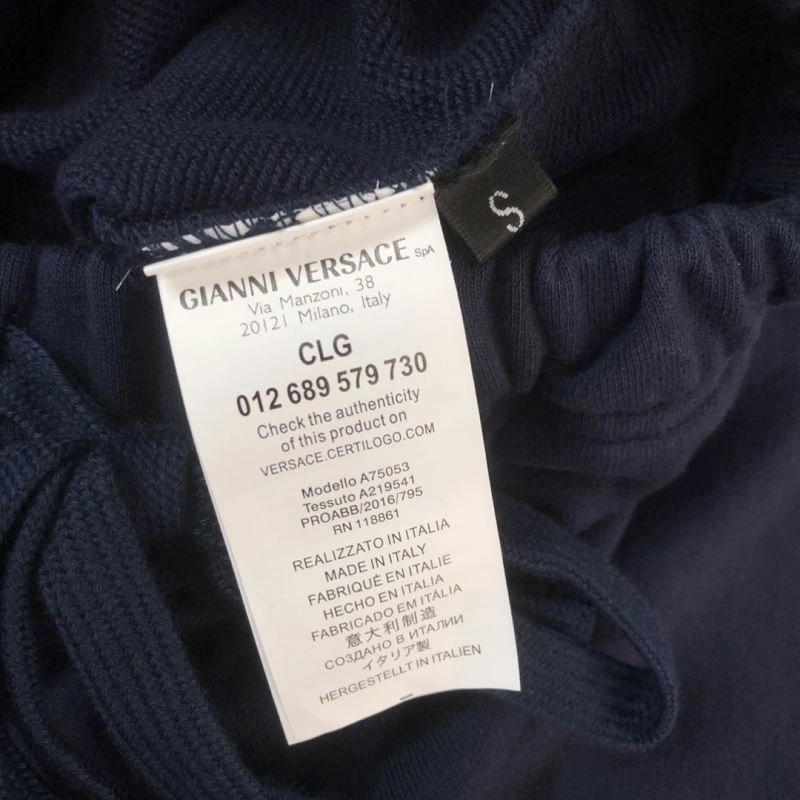 S
GIANNI VERSACE SpA
Via Manzoni, 38
20121 Milano, Italy
CLG
012 689 579 730
Check the authenticity
of this product on
VERSACE.CERTILOGO.COM
Modello A75053
Tessuto A219541
PROABB/2016/795
RN 118861
REALIZZATO IN ITALIA
MADE IN ITALY
FABRIQUÉ EN ITALIE
HECHO EN ITALIA
FABRICADO EM ITÁLIA
意大利制造
СОЗДАНО В ИТАЛИИ
イタリア製
HERGESTELLT IN ITALIEN